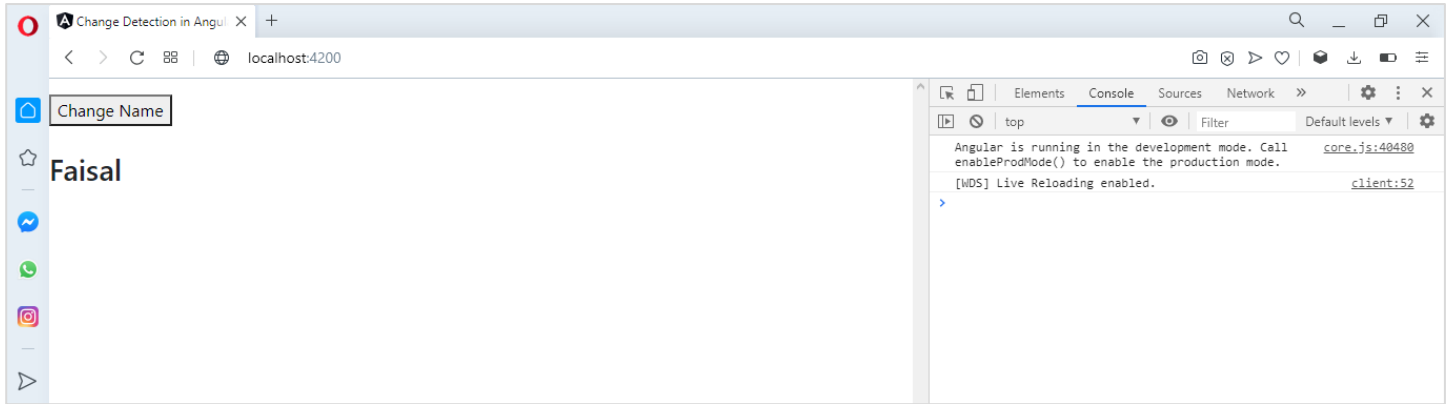 Change Detection in Angul
localhost:4200
Change Name
Faisal
Elements Console Sources Network »
top Filter Default levels ▼
Angular is running in the development mode. Call core.js:40480
enableProdMode() to enable the production mode.
[WDS] Live Reloading enabled. client:52
>